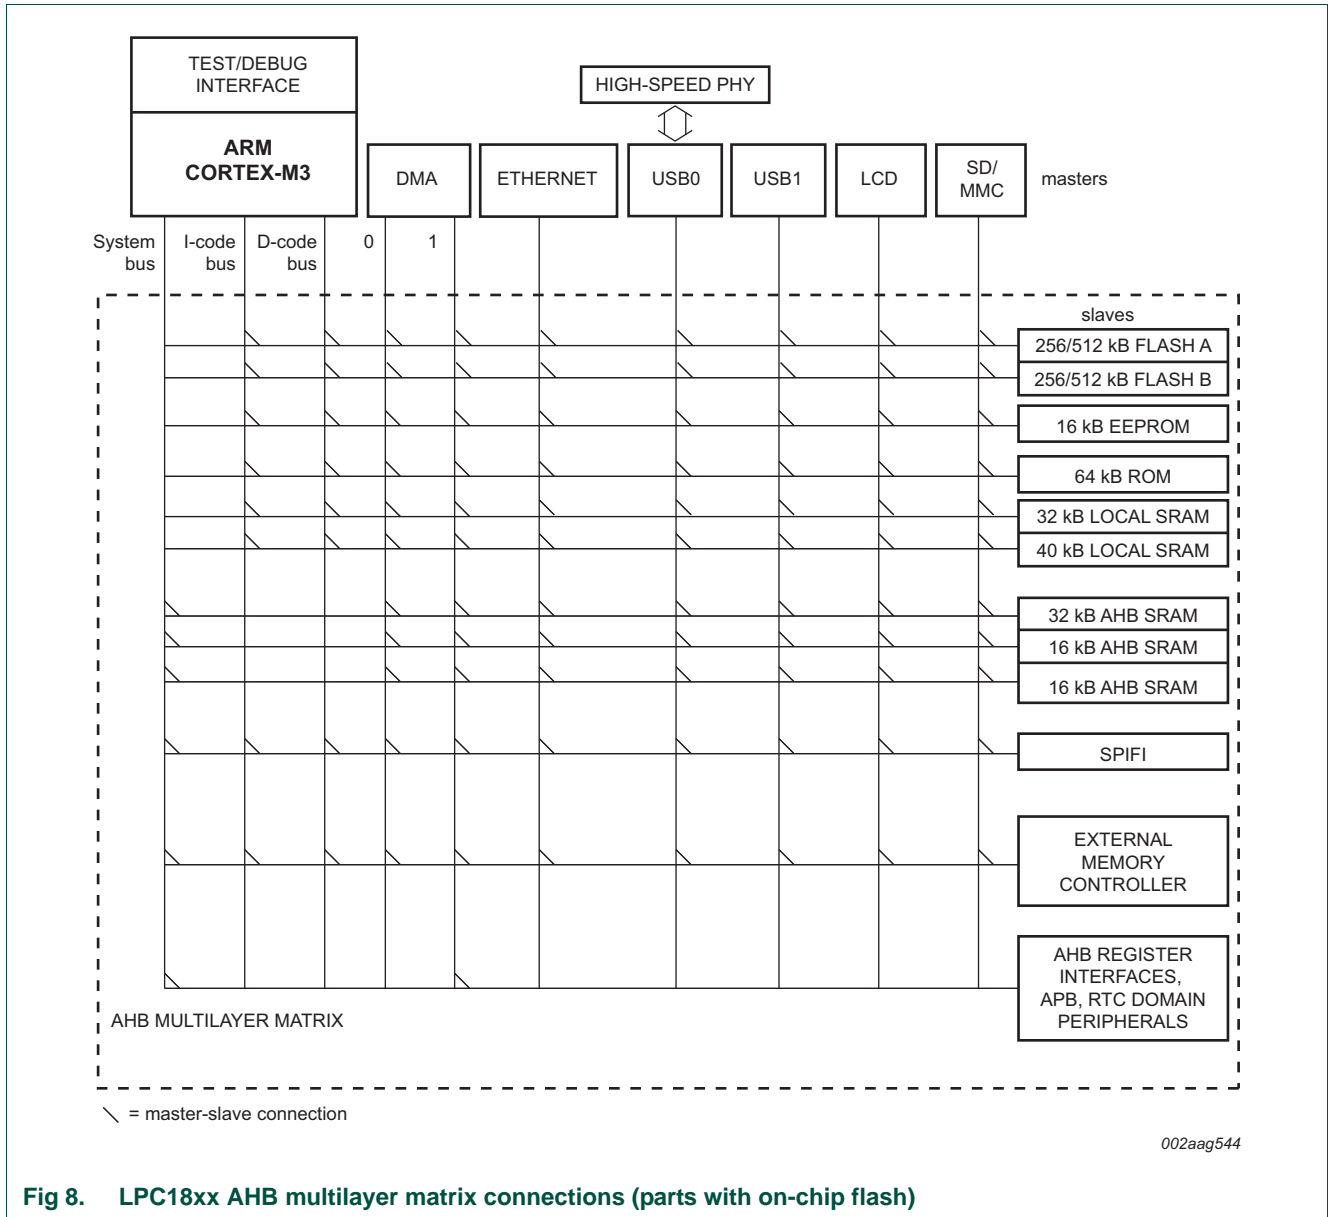 TEST/DEBUG
INTERFACE
ARM
CORTEX-M3
HIGH-SPEED PHY
DMA
ETHERNET
USB0
USB1
LCD
SD/
MMC
masters
System
bus
I-code
bus
D-code
bus
0
1
slaves
256/512 kB FLASH A
256/512 kB FLASH B
16 kB EEPROM
64 kB ROM
32 kB LOCAL SRAM
40 kB LOCAL SRAM
32 kB AHB SRAM
16 kB AHB SRAM
16 kB AHB SRAM
SPIFI
EXTERNAL
MEMORY
CONTROLLER
AHB REGISTER
INTERFACES,
APB, RTC DOMAIN
PERIPHERALS
AHB MULTILAYER MATRIX
= master-slave connection
002aag544
Fig 8. LPC18xx AHB multilayer matrix connections (parts with on-chip flash)